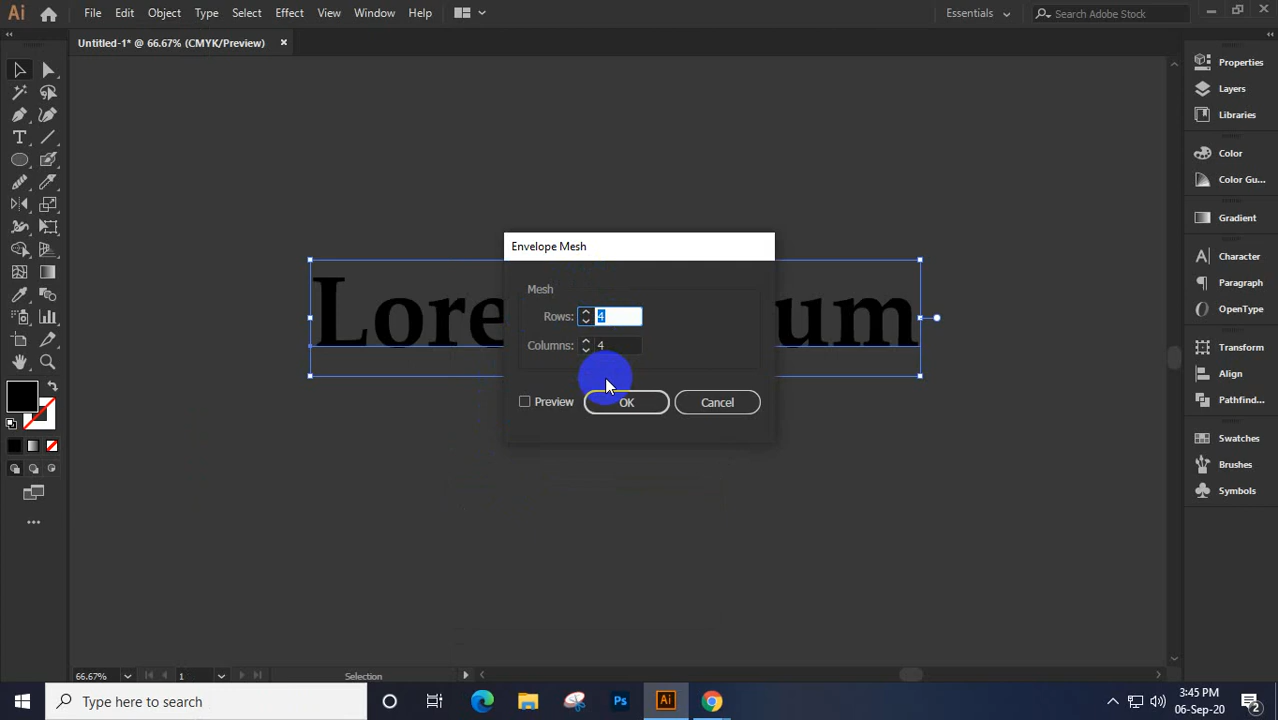 Ai File Edit Object Type Select Effect View Window Help Essentials Search Adobe Stock
Untitled-1* @ 66.67% (CMYK/Preview)
Properties
Layers
Libraries
Color
Color Gu...
Gradient
Character
Paragraph
OpenType
Transform
Align
Pathfind...
Swatches
Brushes
Symbols
Lore um
Envelope Mesh
Mesh
Rows: 4
Columns: 4
Preview OK Cancel
T
66.67% 1 Selection
Type here to search Ps Ai 3:45 PM
06-Sep-20 2